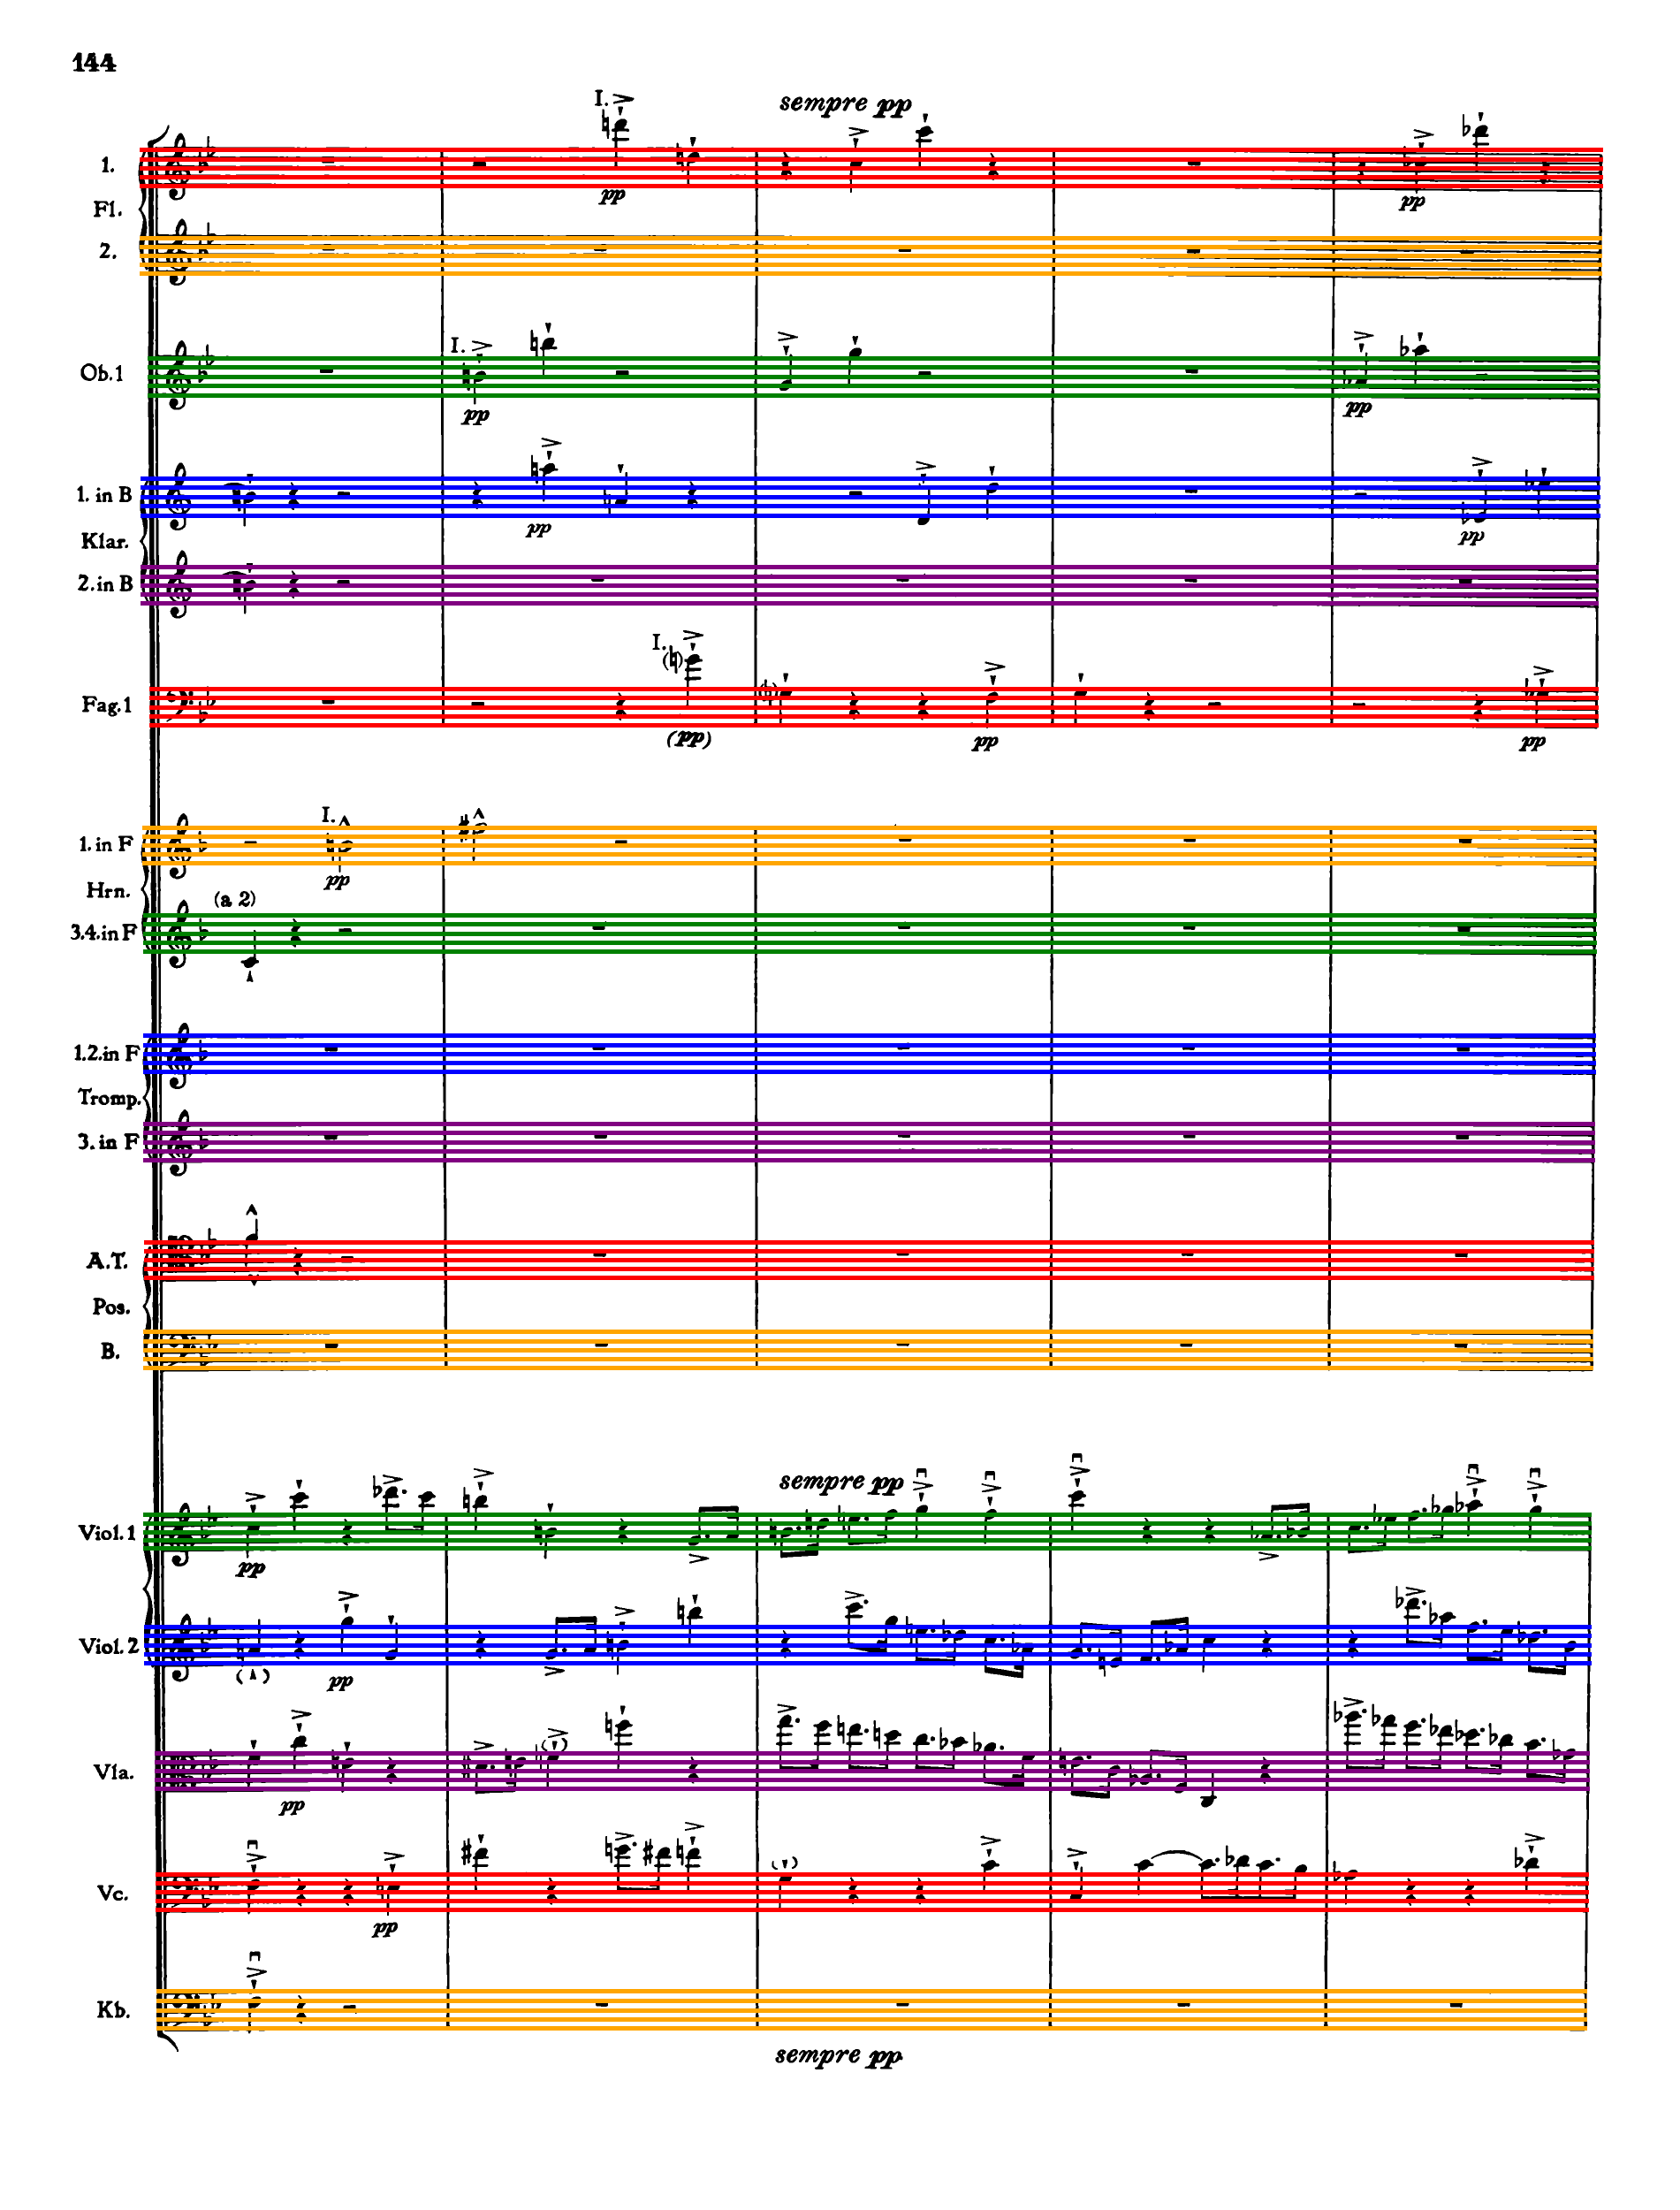 144
I.
sempre pp
1.
pp
pp
Fl.
2.
I.
Ob.1
pp
pp
1. in B
pp
pp
Klar.
2. in B
I.
Fag.1
(pp)
pp
pp
I.
1. in F
pp
Hrn.
(a 2)
3.4. in F
1.2. in F
Tromp.
3. in F
A.T.
Pos.
B.
sempre pp
Viol. 1
pp
Viol. 2
pp
Vla.
pp
Vc.
pp
Kb.
sempre pp